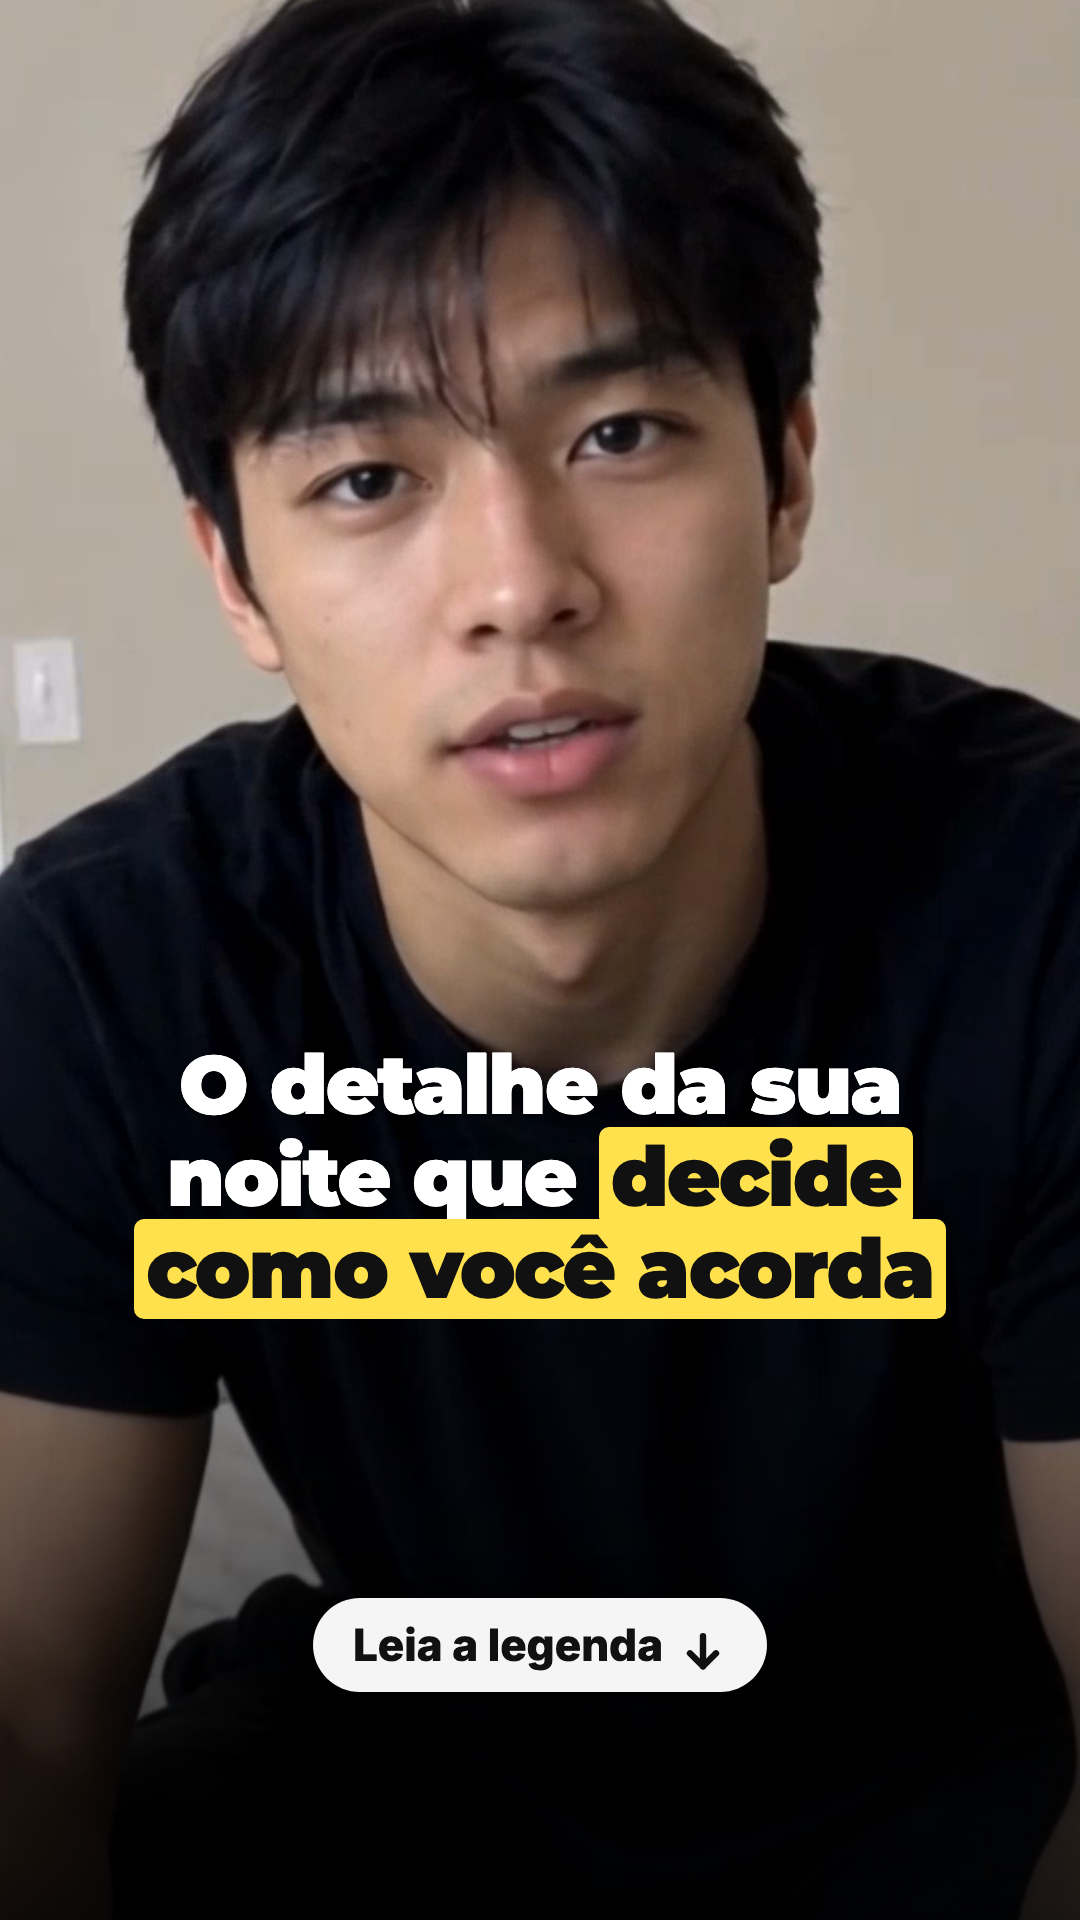 O detalhe da sua
noite que decide
como você acorda
Leia a legenda ↓